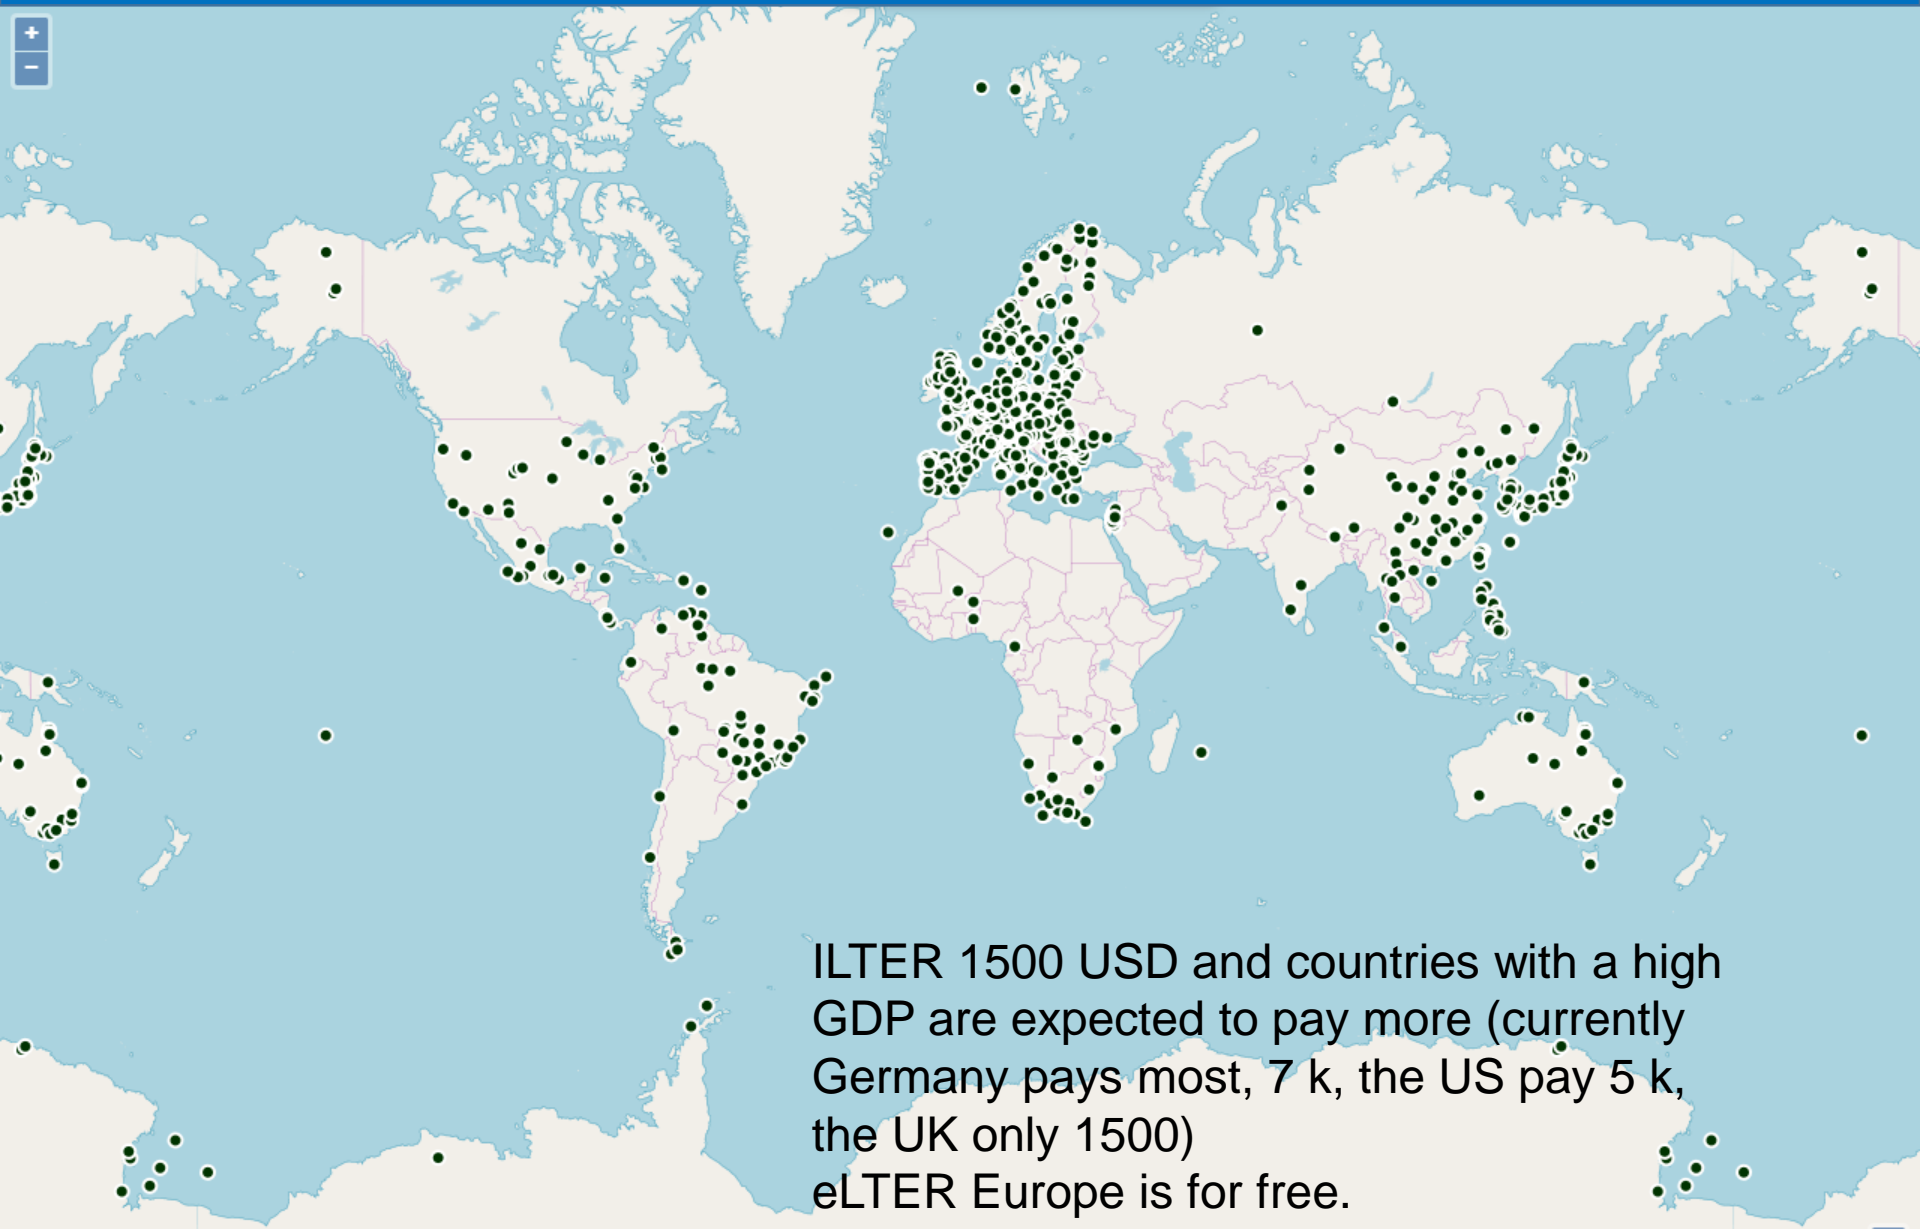 +
−
ILTER 1500 USD and countries with a high
GDP are expected to pay more (currently
Germany pays most, 7 k, the US pay 5 k,
the UK only 1500)
eLTER Europe is for free.